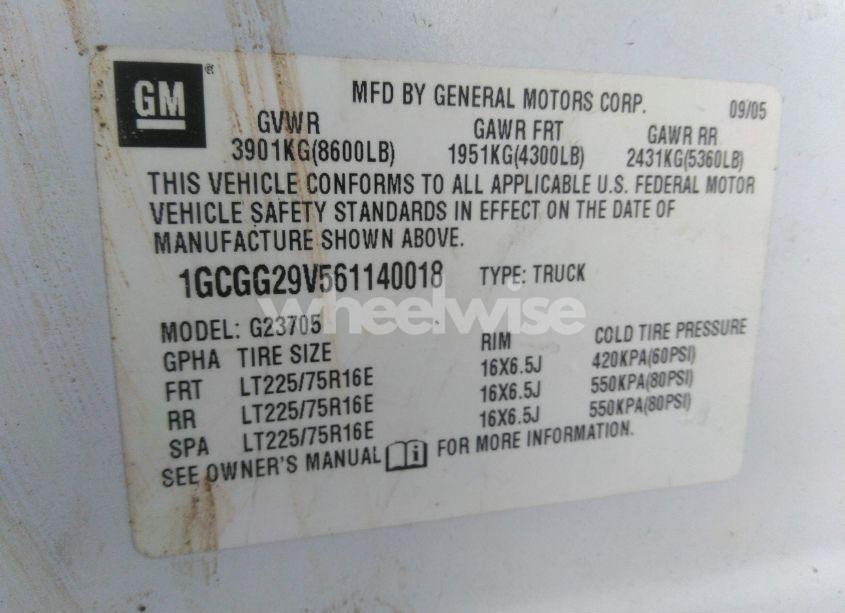 GM®
MFD BY GENERAL MOTORS CORP. 09/05
GVWR GAWR FRT GAWR RR
3901KG(8600LB) 1951KG(4300LB) 2431KG(5360LB)
THIS VEHICLE CONFORMS TO ALL APPLICABLE U.S. FEDERAL MOTOR
VEHICLE SAFETY STANDARDS IN EFFECT ON THE DATE OF
MANUFACTURE SHOWN ABOVE.
1GCGG29V561140018 TYPE: TRUCK
wheelwise
MODEL: G23705
GPHA TIRE SIZE RIM COLD TIRE PRESSURE
FRT LT225/75R16E 16X6.5J 420KPA(60PSI)
RR LT225/75R16E 16X6.5J 550KPA(80PSI)
SPA LT225/75R16E 16X6.5J 550KPA(80PSI)
SEE OWNER'S MANUAL i FOR MORE INFORMATION.